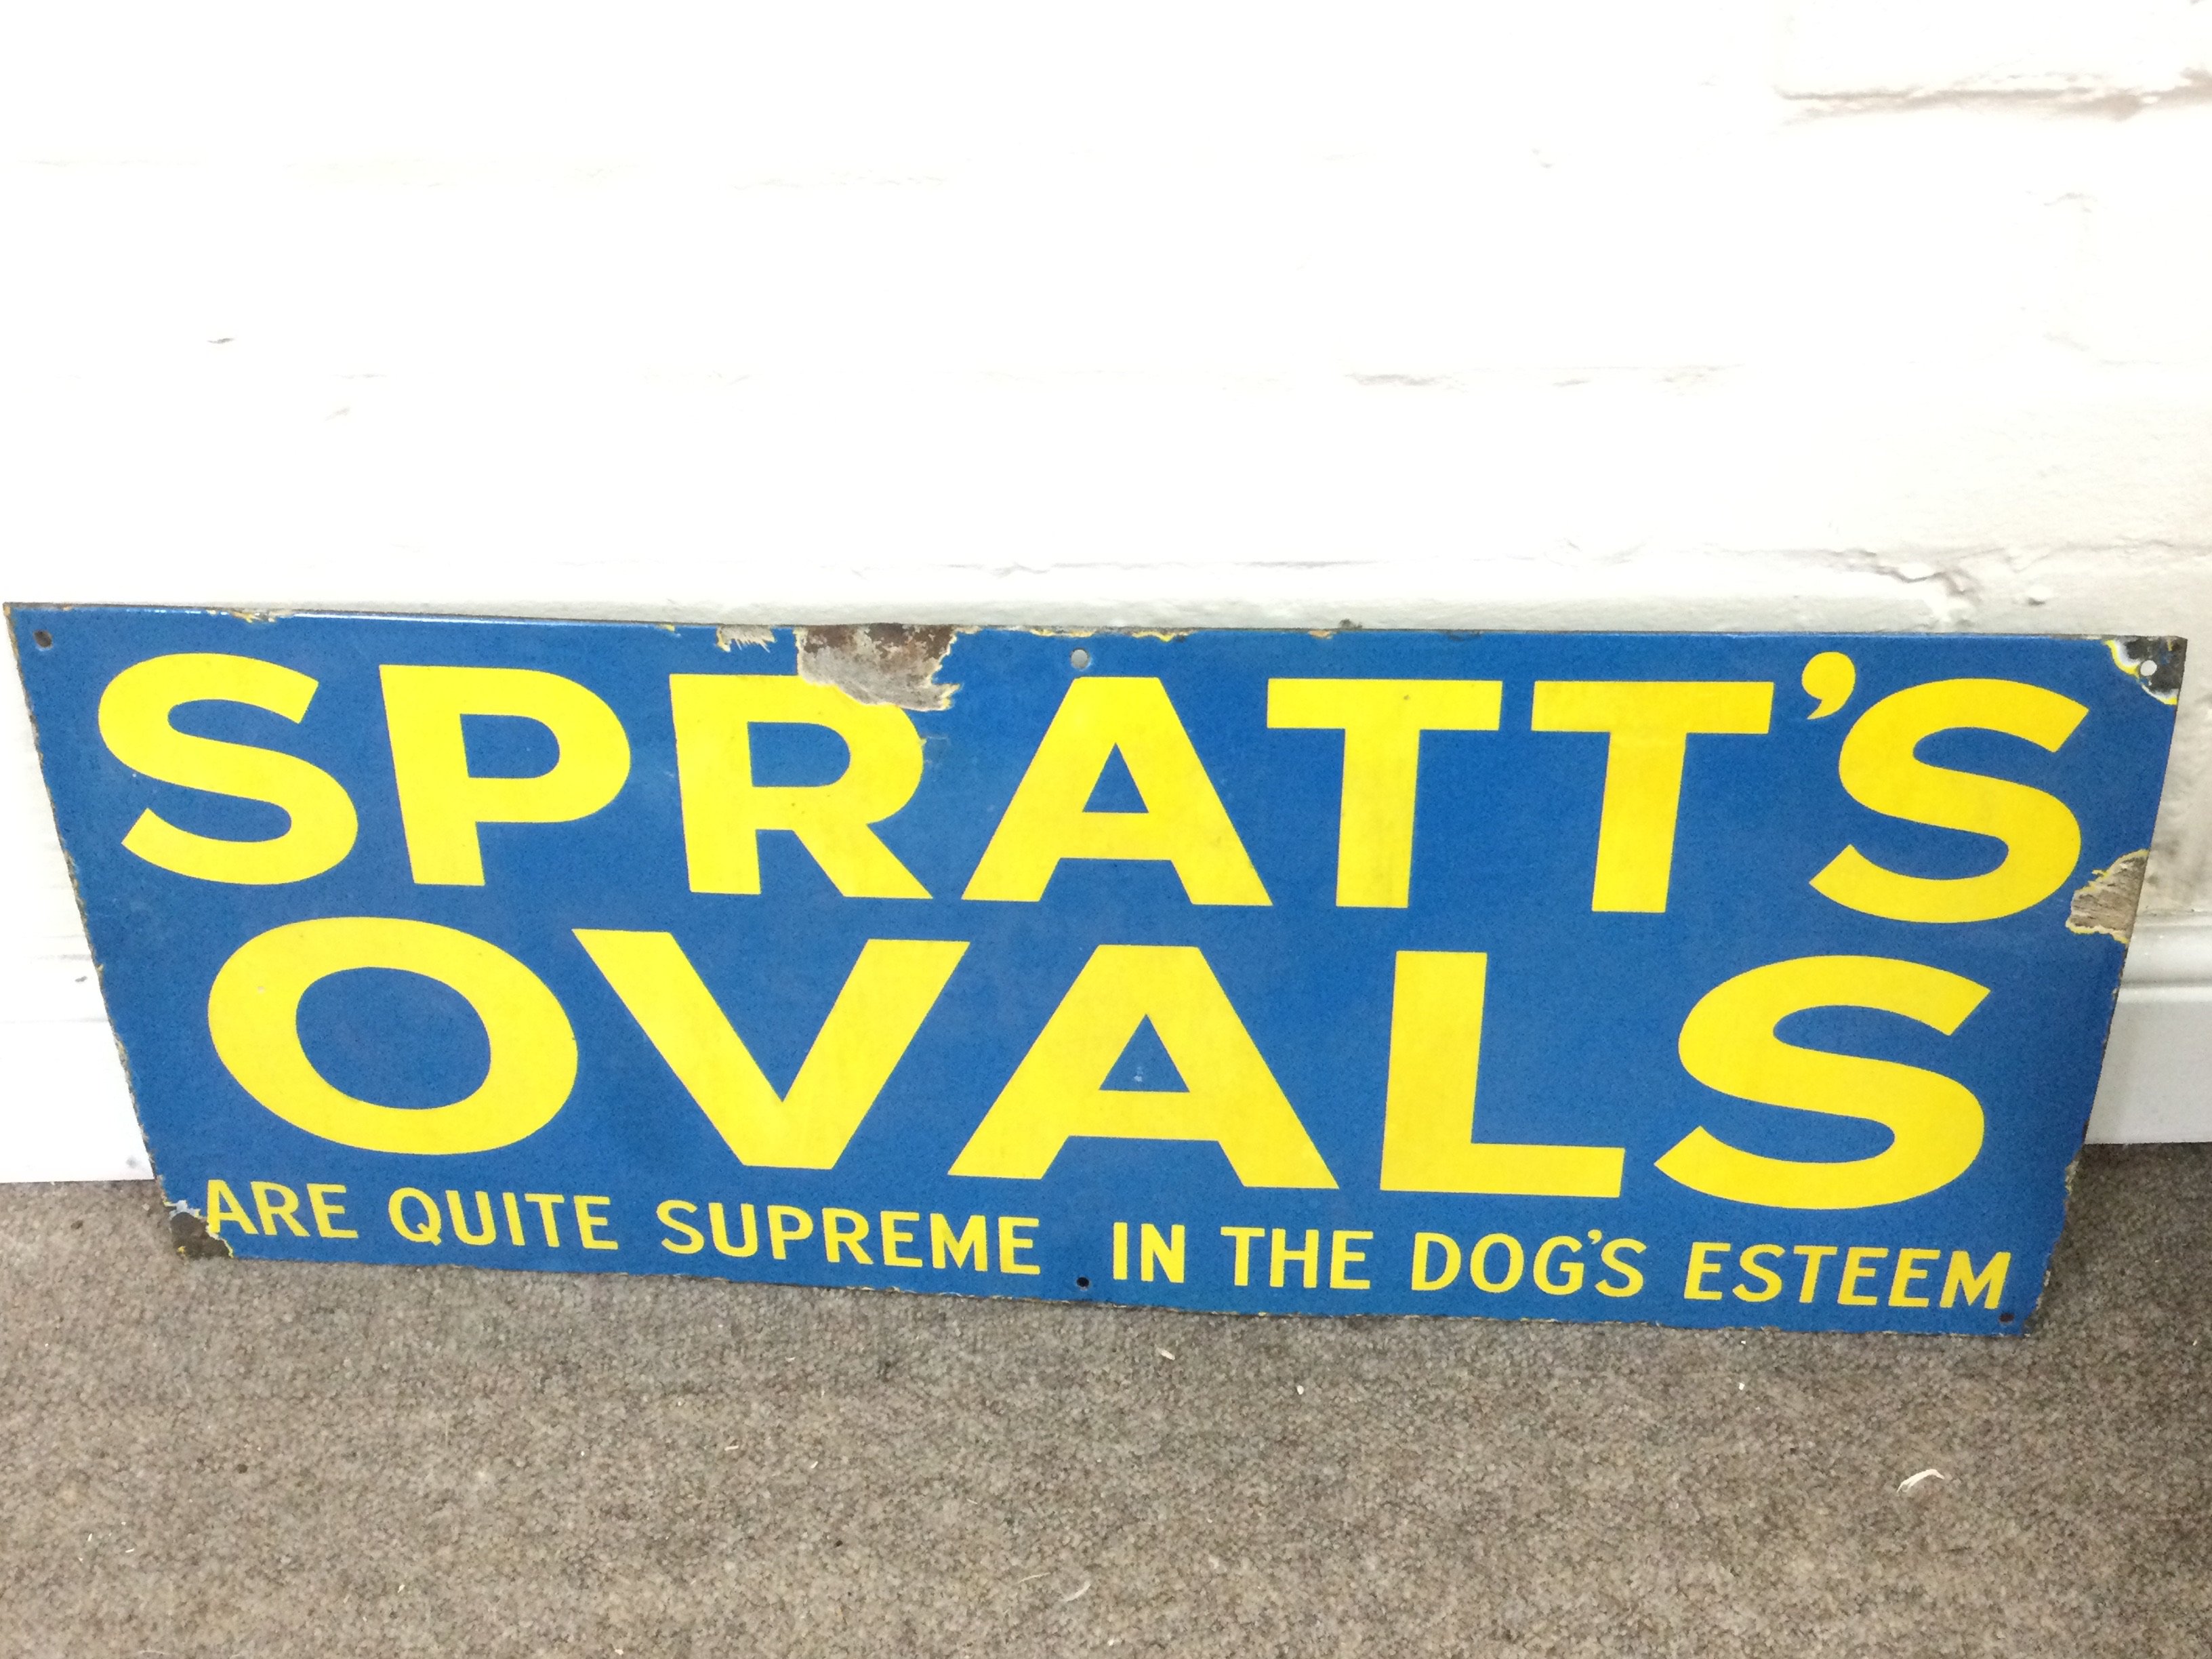 SPRATT'S
OVALS
ARE QUITE SUPREME IN THE DOG'S ESTEEM